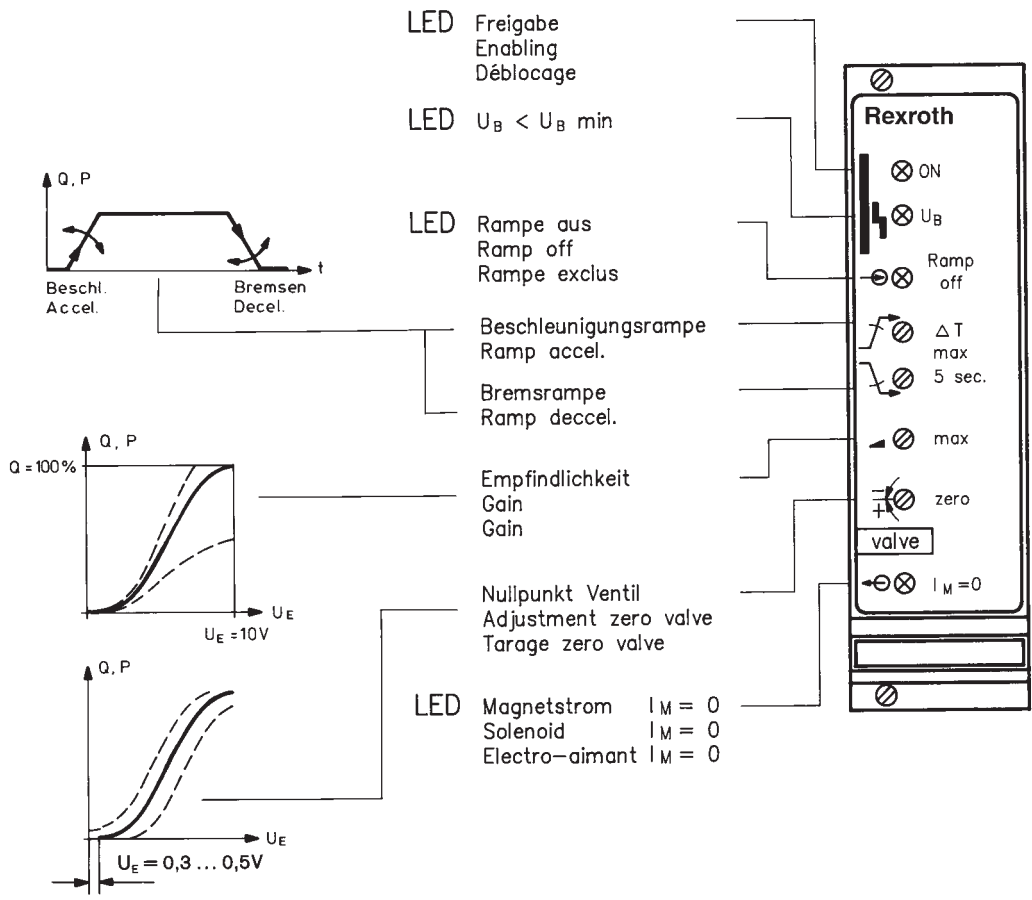 LED Freigabe
Enabling
Déblocage
LED U_B < U_B min
LED Rampe aus
Ramp off
Rampe exclus
Q, P
t
Beschl.
Accel.
Bremsen
Decel.
Beschleunigungsrampe
Ramp accel.
Bremsrampe
Ramp deccel.
Q, P
Q = 100%
U_E
U_E = 10V
Empfindlichkeit
Gain
Gain
Nullpunkt Ventil
Adjustment zero valve
Tarage zero valve
Q, P
U_E
U_E = 0,3 ... 0,5V
LED Magnetstrom I_M = 0
Solenoid I_M = 0
Electro-aimant I_M = 0
Rexroth
ON
U_B
Ramp
off
△T
max
5 sec.
max
zero
valve
I_M = 0